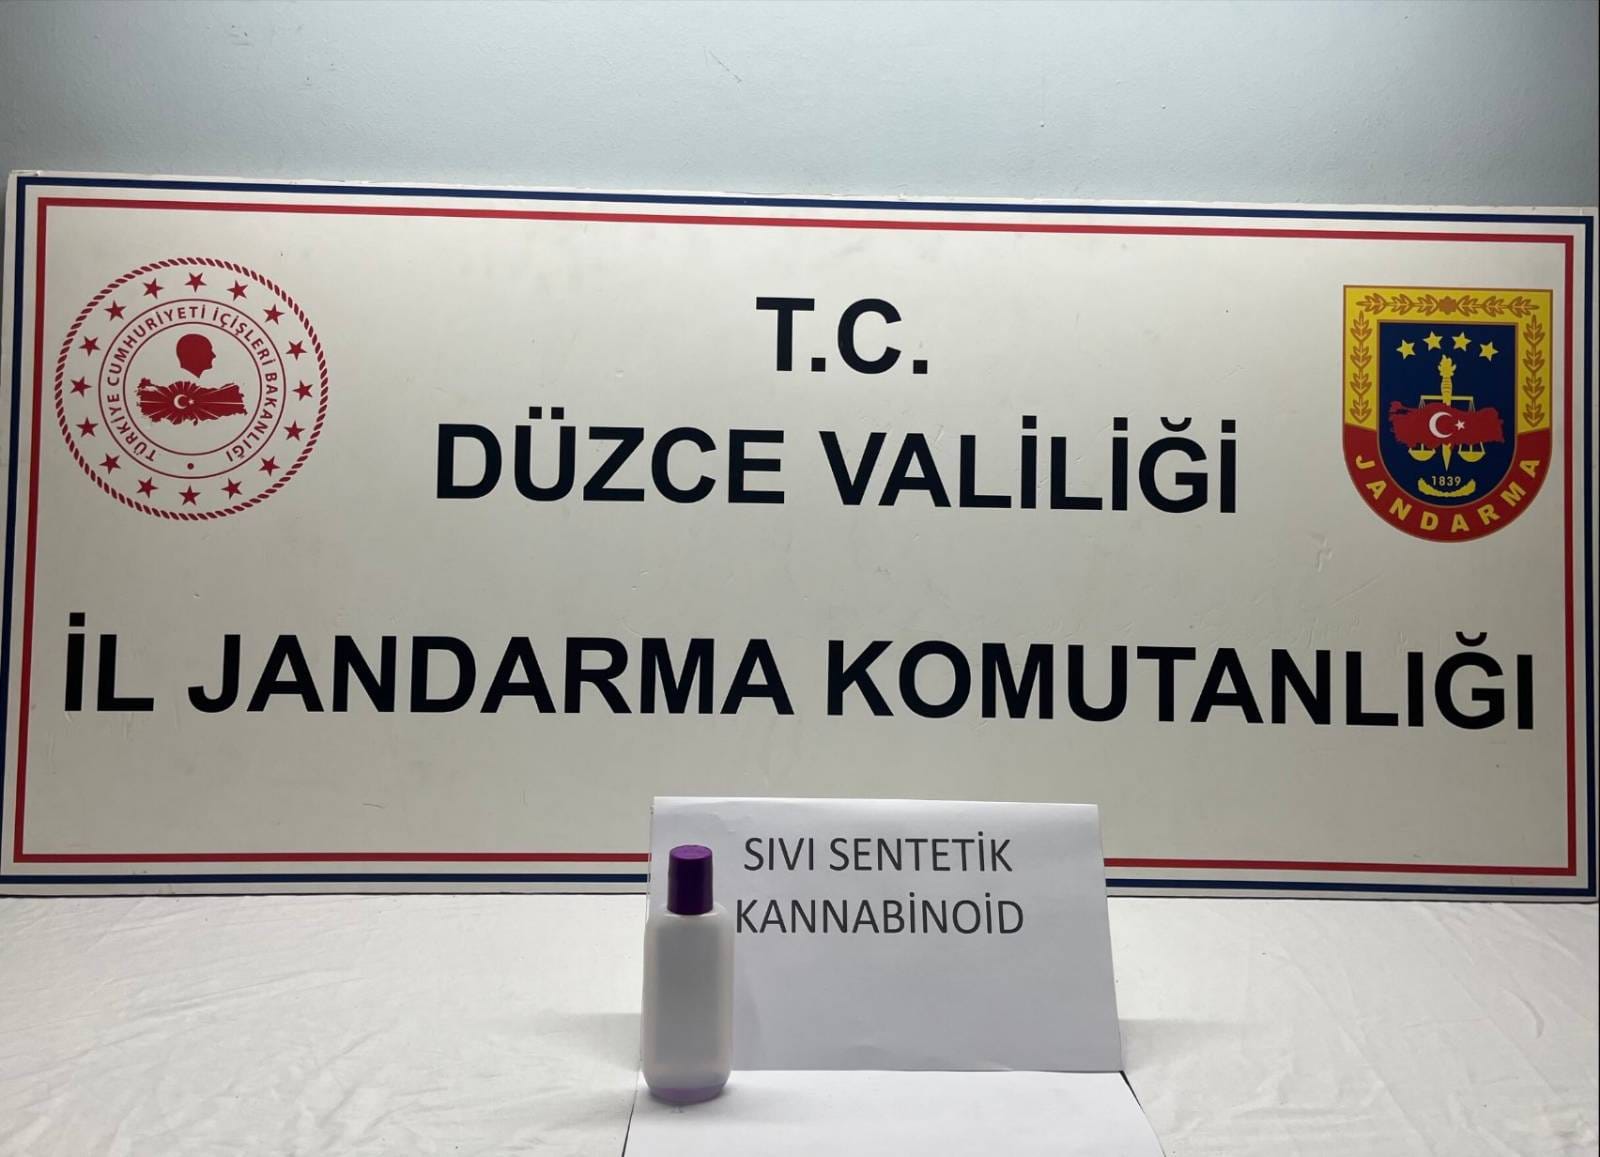 T.C.
DÜZCE VALİLİĞİ
İL JANDARMA KOMUTANLIĞI
TÜRKİYE CUMHURİYETİ İÇİŞLERİ BAKANLIĞI
1839
JANDARMA
SIVI SENTETİK
KANNABİNOİD